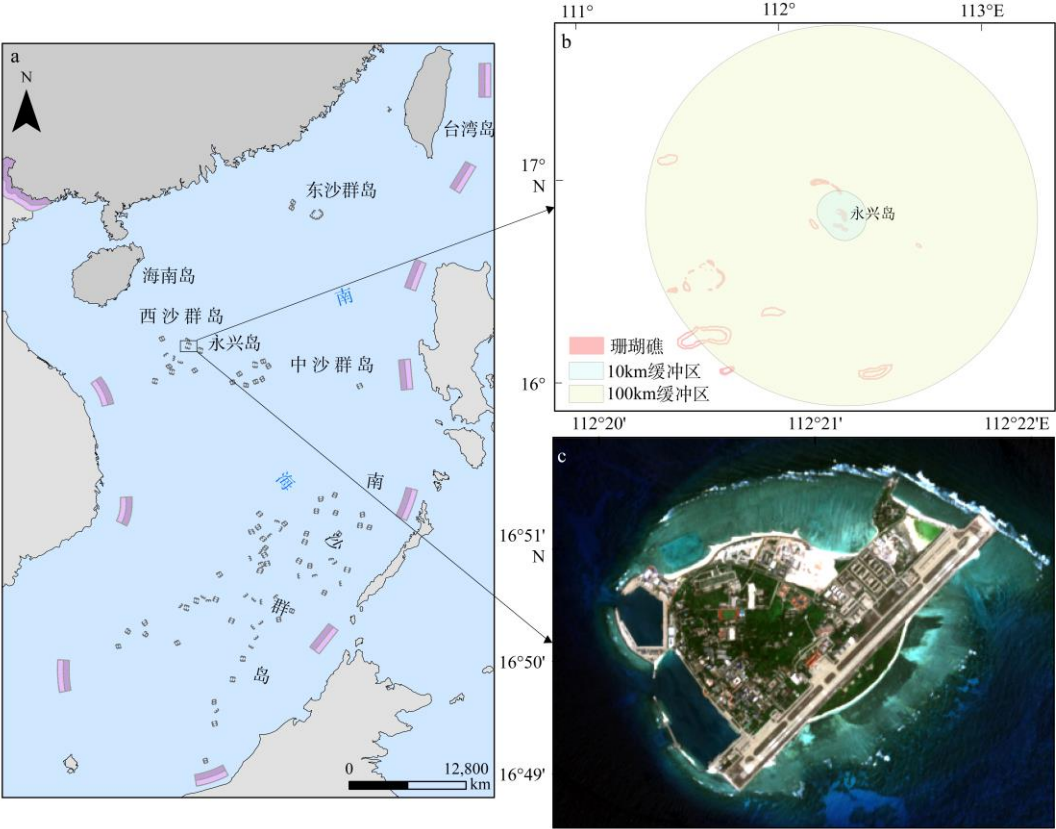 a
N
台湾岛
东沙群岛
海南岛
南
西沙群岛
永兴岛
中沙群岛
海
南
沙
群
岛
0 12,800
km
111° 112° 113°E
b
17°
N
永兴岛
16°
珊瑚礁
10km缓冲区
100km缓冲区
112°20' 112°21' 112°22'E
c
16°51'
N
16°50'
16°49'